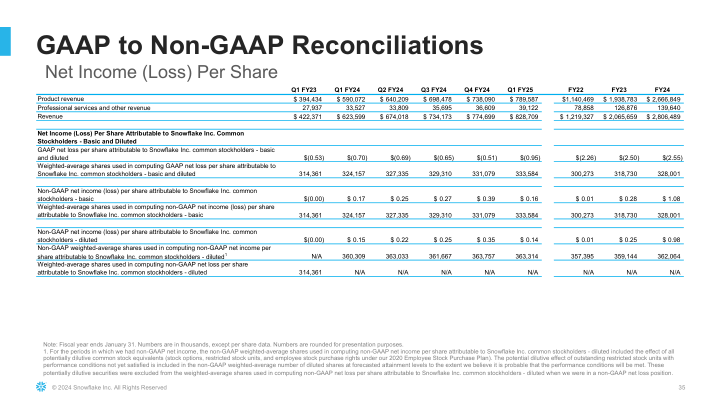 GAAP to Non-GAAP Reconciliations
Net Income (Loss) Per Share
Q1 FY23 Q1 FY24 Q2 FY24 Q3 FY24 Q4 FY24 Q1 FY25 FY22 FY23 FY24
Product revenue $ 394,434 $ 590,072 $ 640,209 $ 698,478 $ 738,090 $ 789,587 $1,140,469 $ 1,938,783 $ 2,666,849
Professional services and other revenue 27,937 33,527 33,809 35,695 36,609 39,122 78,858 126,876 139,640
Revenue $ 422,371 $ 623,599 $ 674,018 $ 734,173 $ 774,699 $ 828,709 $ 1,219,327 $ 2,065,659 $ 2,806,489
Net Income (Loss) Per Share Attributable to Snowflake Inc. Common
Stockholders - Basic and Diluted
GAAP net loss per share attributable to Snowflake Inc. common stockholders - basic
and diluted $(0.53) $(0.70) $(0.69) $(0.65) $(0.51) $(0.95) $(2.26) $(2.50) $(2.55)
Weighted-average shares used in computing GAAP net loss per share attributable to
Snowflake Inc. common stockholders - basic and diluted 314,361 324,157 327,335 329,310 331,079 333,584 300,273 318,730 328,001
Non-GAAP net income (loss) per share attributable to Snowflake Inc. common
stockholders - basic $(0.00) $ 0.17 $ 0.25 $ 0.27 $ 0.39 $ 0.16 $ 0.01 $ 0.28 $ 1.08
Weighted-average shares used in computing non-GAAP net income (loss) per share
attributable to Snowflake Inc. common stockholders - basic 314,361 324,157 327,335 329,310 331,079 333,584 300,273 318,730 328,001
Non-GAAP net income (loss) per share attributable to Snowflake Inc. common
stockholders - diluted $(0.00) $ 0.15 $ 0.22 $ 0.25 $ 0.35 $ 0.14 $ 0.01 $ 0.25 $ 0.98
Non-GAAP weighted-average shares used in computing non-GAAP net income per
share attributable to Snowflake Inc. common stockholders - diluted¹ N/A 360,309 363,033 361,667 363,757 363,314 357,395 359,144 362,064
Weighted-average shares used in computing non-GAAP net loss per share
attributable to Snowflake Inc. common stockholders - diluted 314,361 N/A N/A N/A N/A N/A N/A N/A N/A
Note: Fiscal year ends January 31. Numbers are in thousands, except per share data. Numbers are rounded for presentation purposes.
1. For the periods in which we had non-GAAP net income, the non-GAAP weighted-average shares used in computing non-GAAP net income per share attributable to Snowflake Inc. common stockholders - diluted included the effect of all
potentially dilutive common stock equivalents (stock options, restricted stock units, and employee stock purchase rights under our 2020 Employee Stock Purchase Plan). The potential dilutive effect of outstanding restricted stock units with
performance conditions not yet satisfied is included in the non-GAAP weighted-average number of diluted shares at forecasted attainment levels to the extent we believe it is probable that the performance conditions will be met. These
potentially dilutive securities were excluded from the weighted-average shares used in computing non-GAAP net loss per share attributable to Snowflake Inc. common stockholders - diluted when we were in a non-GAAP net loss position.
© 2024 Snowflake Inc. All Rights Reserved 35